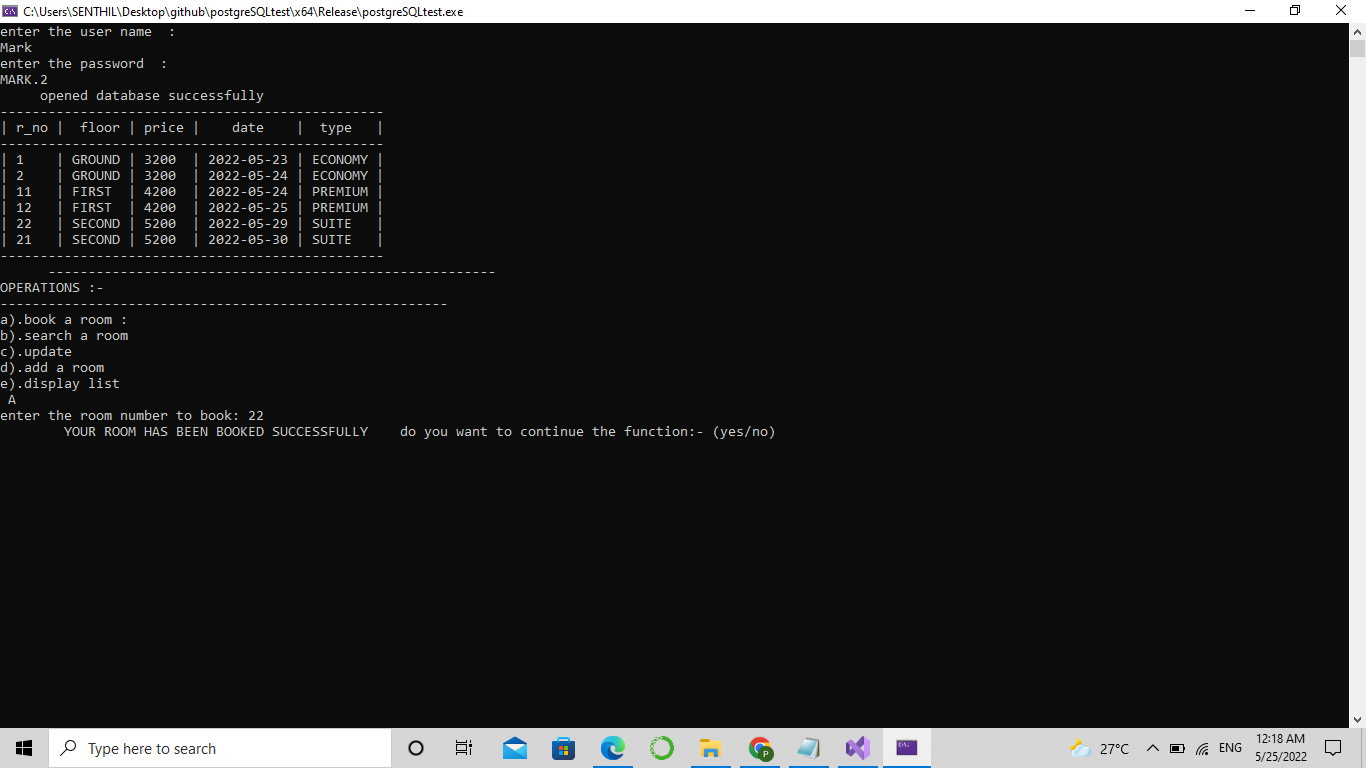 C:\Users\SENTHIL\Desktop\github\postgreSQLtest\x64\Release\postgreSQLtest.exe
enter the user name  :
Mark
enter the password  :
MARK.2
     opened database successfully
------------------------------------------------
| r_no |  floor | price |    date    |  type   |
------------------------------------------------
| 1    | GROUND | 3200  | 2022-05-23 | ECONOMY |
| 2    | GROUND | 3200  | 2022-05-24 | ECONOMY |
| 11   | FIRST  | 4200  | 2022-05-24 | PREMIUM |
| 12   | FIRST  | 4200  | 2022-05-25 | PREMIUM |
| 22   | SECOND | 5200  | 2022-05-29 | SUITE   |
| 21   | SECOND | 5200  | 2022-05-30 | SUITE   |
------------------------------------------------
      --------------------------------------------------------
OPERATIONS :-
--------------------------------------------------------
a).book a room :
b).search a room
c).update
d).add a room
e).display list
 A
enter the room number to book: 22
        YOUR ROOM HAS BEEN BOOKED SUCCESSFULLY    do you want to continue the function:- (yes/no)
Type here to search
P
27°C
ENG
12:18 AM
5/25/2022